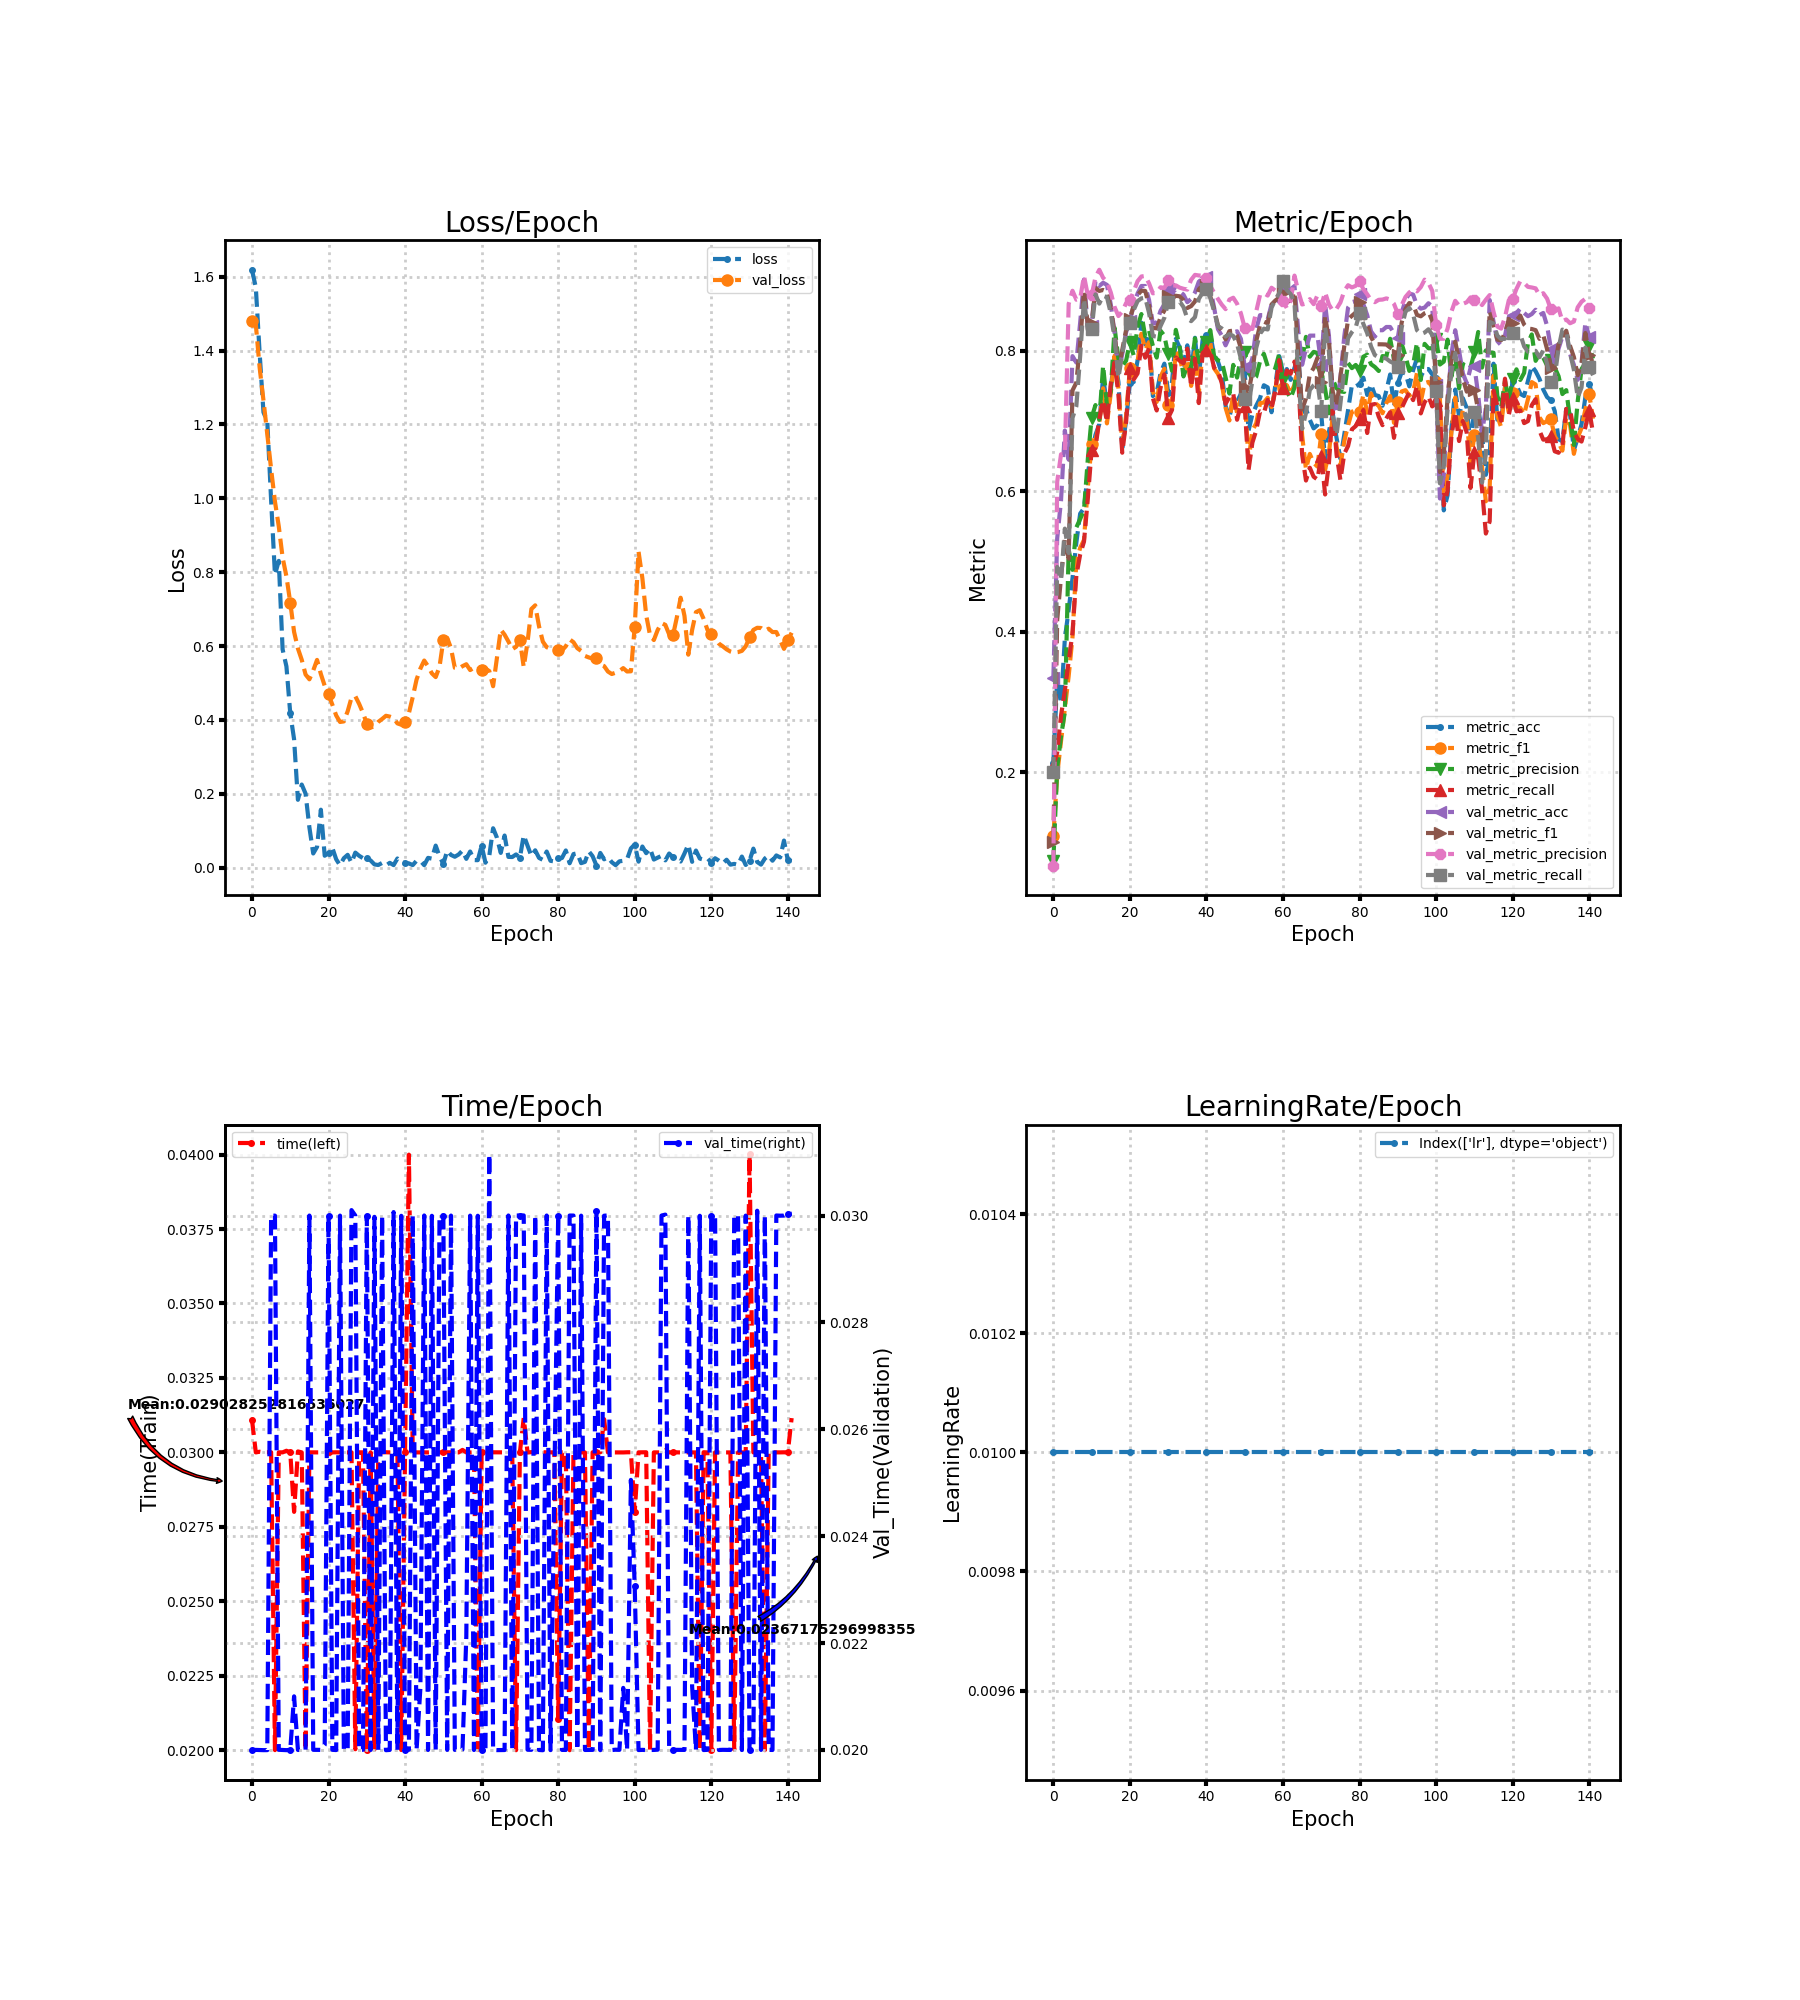 Loss/Epoch
Loss
1.6
1.4
1.2
1.0
0.8
0.6
0.4
0.2
0.0
loss
val_loss
0 20 40 60 80 100 120 140
Epoch
Metric/Epoch
Metric
0.8
0.6
0.4
0.2
metric_acc
metric_f1
metric_precision
metric_recall
val_metric_acc
val_metric_f1
val_metric_precision
val_metric_recall
0 20 40 60 80 100 120 140
Epoch
Time/Epoch
time(left)
val_time(right)
Time(Train)
0.0400
0.0375
0.0350
0.0325
0.0300
0.0275
0.0250
0.0225
0.0200
0.030
0.028
0.026
0.024
0.022
0.020
Val_Time(Validation)
Mean:0.02367175296998355
0 20 40 60 80 100 120 140
Epoch
LearningRate/Epoch
Index(['lr'], dtype='object')
LearningRate
0.0104
0.0102
0.0100
0.0098
0.0096
0 20 40 60 80 100 120 140
Epoch